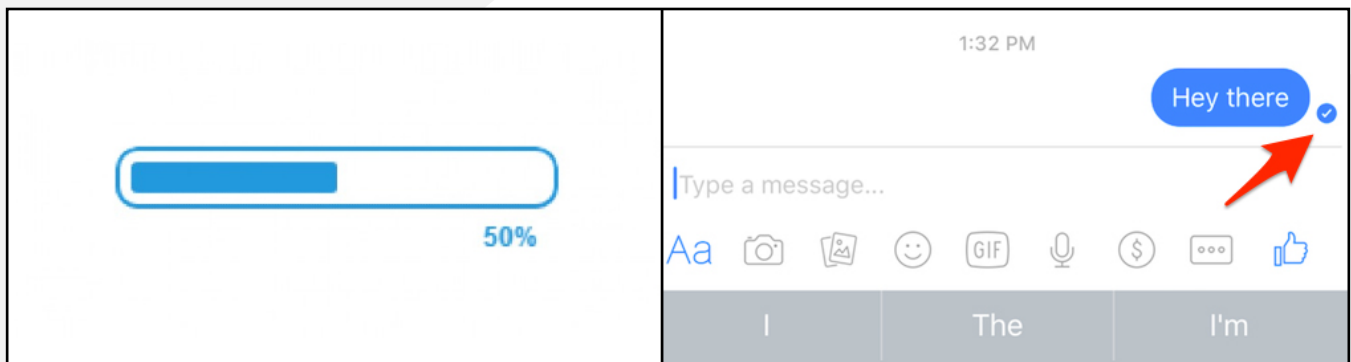 50%
1:32 PM
Hey there
Type a message...
Aa GIF $
I The I'm